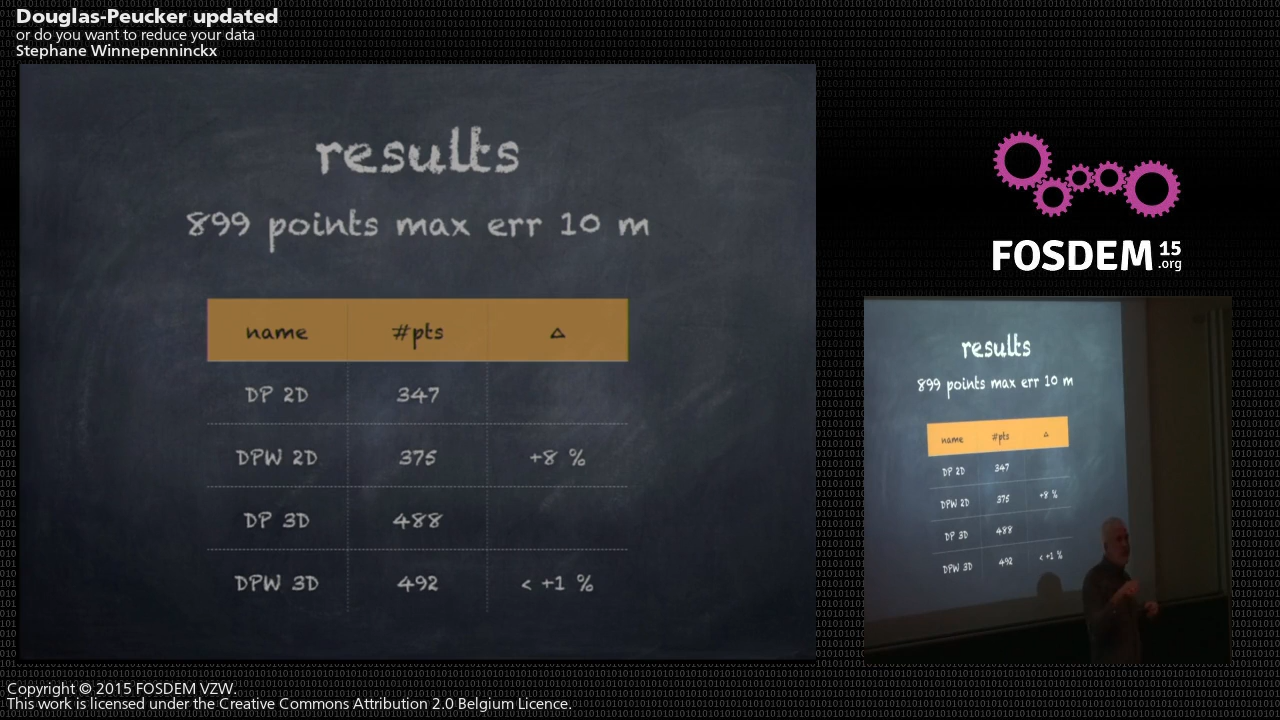 Douglas-Peucker updated
or do you want to reduce your data
Stephane Winnepenninckx
results
899 points max err 10 m
name #pts Δ
DP 2D 347
DPW 2D 375 +8 %
DP 3D 488
DPW 3D 492 < +1 %
FOSDEM 15
.org
results
899 points max err 10 m
name #pts Δ
DP 2D 347
DPW 2D 375 +8 %
DP 3D 488
DPW 3D 492 < +1 %
Copyright © 2015 FOSDEM VZW.
This work is licensed under the Creative Commons Attribution 2.0 Belgium Licence.